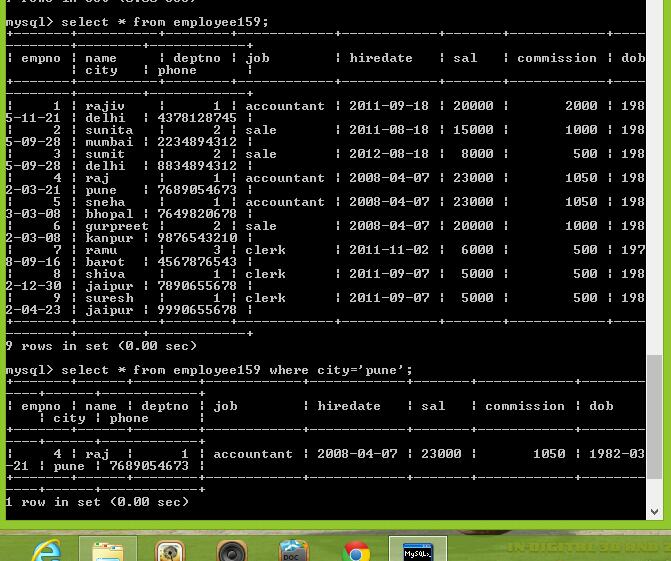 mysql> select * from employee159;
| empno | name | deptno | job | hiredate | sal | commission | dob
| city | phone |
| 1 | rajiv | 1 | accountant | 2011-09-18 | 20000 | 2000 | 198
5-11-21 | delhi | 4378128745 |
| 2 | sunita | 2 | sale | 2011-08-18 | 15000 | 1000 | 198
5-09-28 | mumbai | 2234894312 |
| 3 | sumit | 2 | sale | 2012-08-18 | 8000 | 500 | 198
5-09-28 | delhi | 8834894312 |
| 4 | raj | 1 | accountant | 2008-04-07 | 23000 | 1050 | 198
2-03-21 | pune | 7689054673 |
| 5 | sneha | 1 | accountant | 2008-04-07 | 23000 | 1050 | 198
3-03-08 | bhopal | 7649820678 |
| 6 | gurpreet | 2 | sale | 2008-04-07 | 20000 | 1000 | 198
2-03-08 | kanpur | 9876543210 |
| 7 | ramu | 3 | clerk | 2011-11-02 | 6000 | 500 | 197
8-09-16 | barot | 4567876543 |
| 8 | shiva | 1 | clerk | 2011-09-07 | 5000 | 500 | 198
2-12-30 | jaipur | 7890655678 |
| 9 | suresh | 1 | clerk | 2011-09-07 | 5000 | 500 | 198
2-04-23 | jaipur | 9990655678 |
9 rows in set (0.00 sec)
mysql> select * from employee159 where city='pune';
| empno | name | deptno | job | hiredate | sal | commission | dob
| city | phone |
| 4 | raj | 1 | accountant | 2008-04-07 | 23000 | 1050 | 1982-03
-21 | pune | 7689054673 |
1 row in set (0.00 sec)
DOC
MySQL